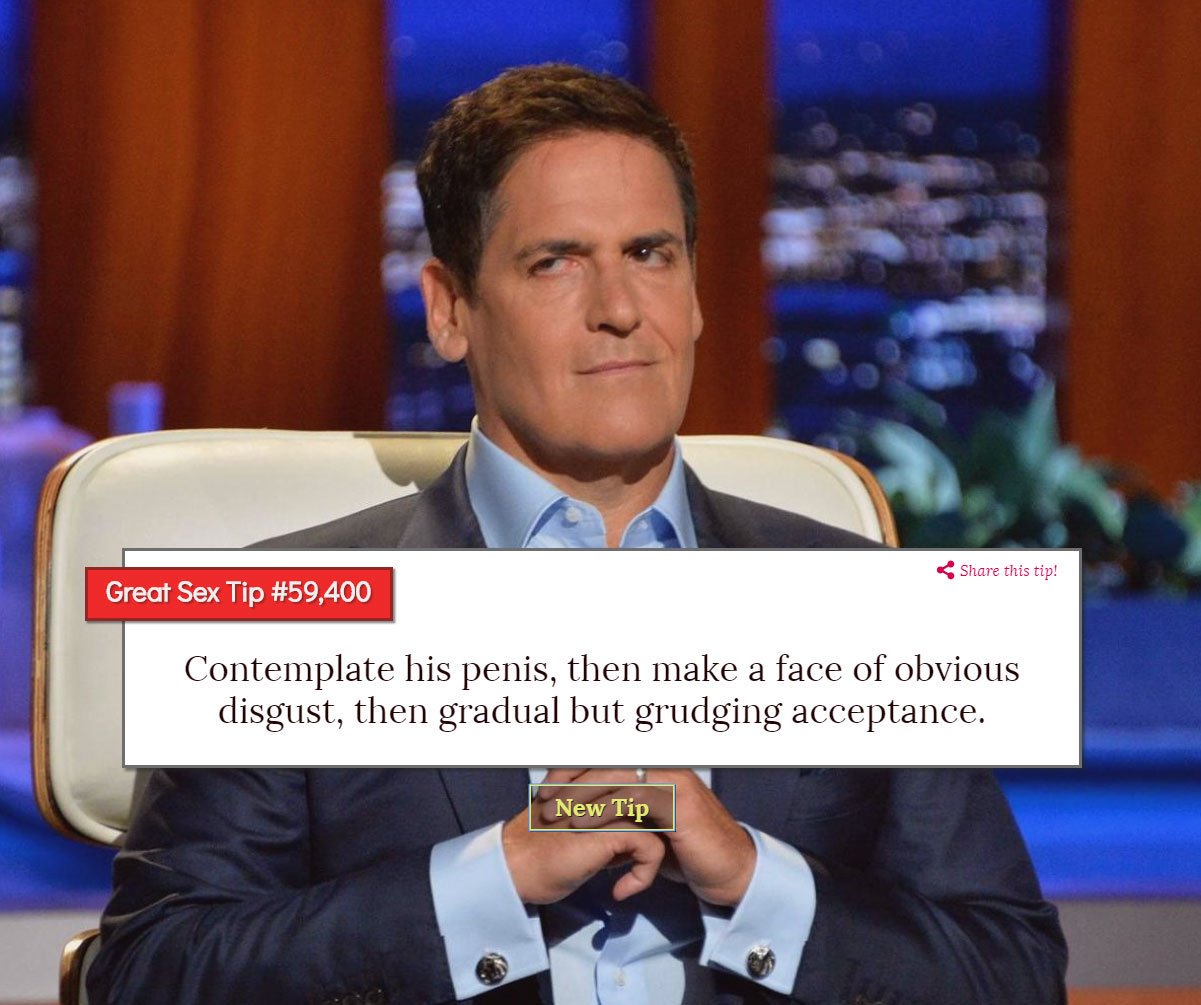 Share this tip!
Great Sex Tip #59,400
Contemplate his penis, then make a face of obvious
disgust, then gradual but grudging acceptance.
New Tip